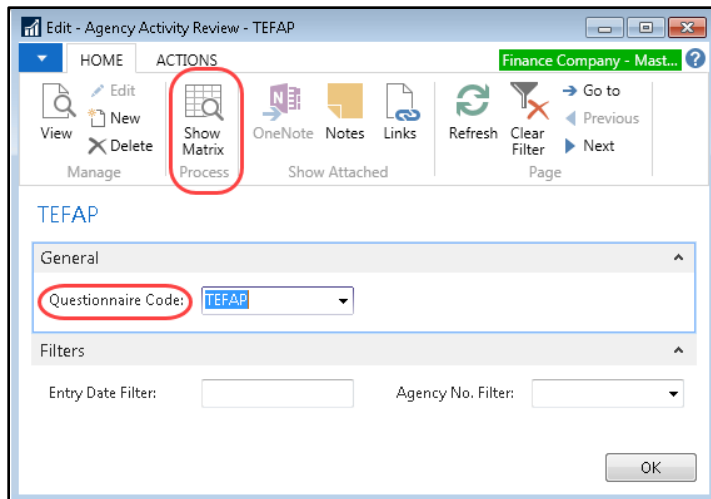 Edit - Agency Activity Review - TEFAP
HOME ACTIONS
Finance Company - Mast...
?
View
Edit
New
Delete
Manage
Show
Matrix
Process
OneNote
Notes
Links
Show Attached
Refresh
Clear
Filter
Go to
Previous
Next
Page
TEFAP
General
Questionnaire Code: TEFAP
Filters
Entry Date Filter: Agency No. Filter:
OK